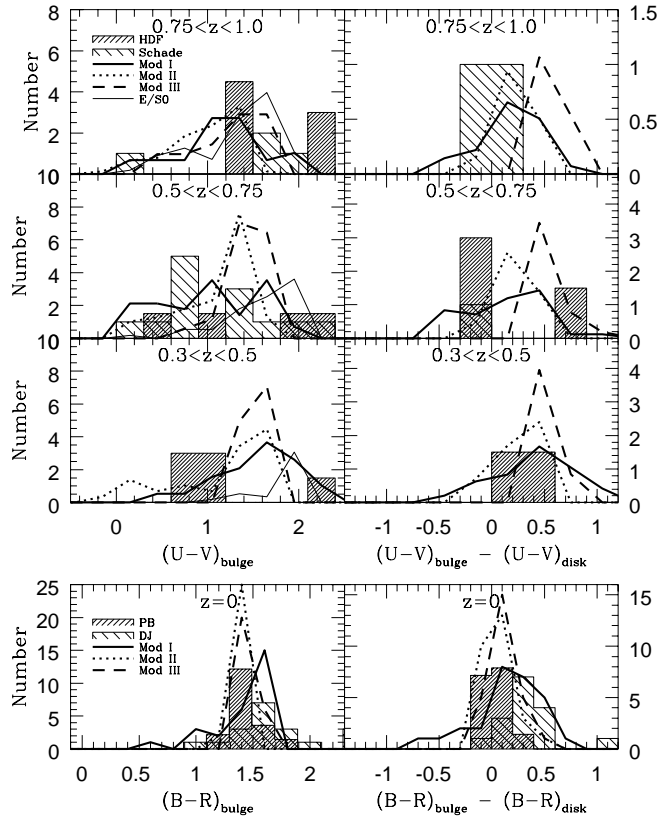 0.75<z<1.0
0.75<z<1.0
HDF
Schade
Mod I
Mod II
Mod III
E/S0
Number
8
6
4
2
1.5
1
0.5
0
0.5<z<0.75
0.5<z<0.75
Number
10
8
6
4
2
4
3
2
1
0
0.3<z<0.5
0.3<z<0.5
Number
10
8
6
4
2
0
4
3
2
1
0
0 1 2
-1 -0.5 0 0.5 1
(U-V)bulge
(U-V)bulge - (U-V)disk
z=0
z=0
PB
DJ
Mod I
Mod II
Mod III
Number
25
20
15
10
5
0
15
10
5
0
0 0.5 1 1.5 2
-1 -0.5 0 0.5 1
(B-R)bulge
(B-R)bulge - (B-R)disk